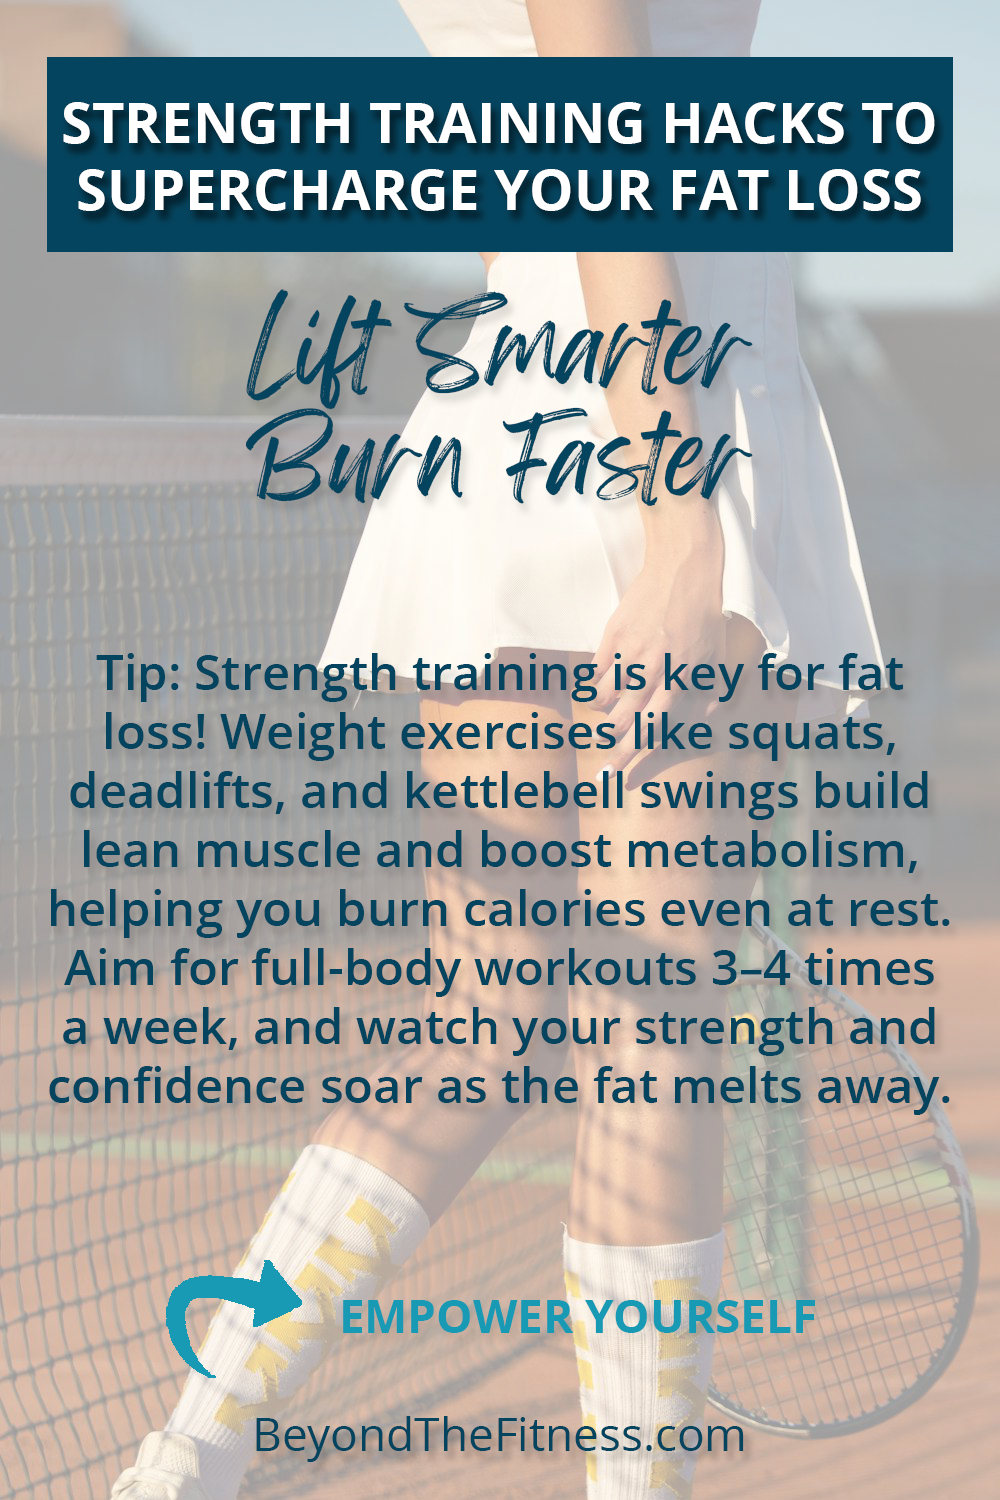 STRENGTH TRAINING HACKS TO
SUPERCHARGE YOUR FAT LOSS
Lift Smarter
Burn Faster
Tip: Strength training is key for fat
loss! Weight exercises like squats,
deadlifts, and kettlebell swings build
lean muscle and boost metabolism,
helping you burn calories even at rest.
Aim for full-body workouts 3–4 times
a week, and watch your strength and
confidence soar as the fat melts away.
EMPOWER YOURSELF
BeyondTheFitness.com